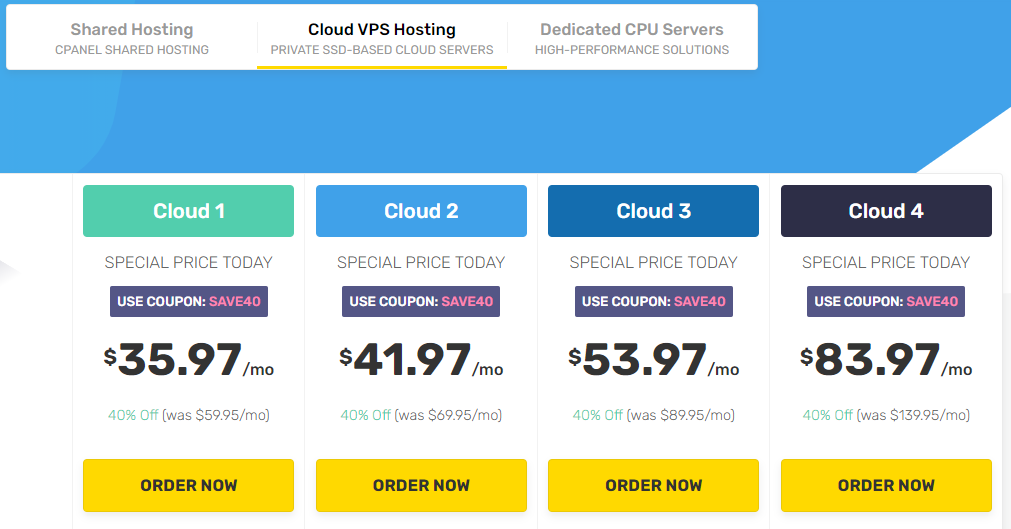 Shared Hosting
CPANEL SHARED HOSTING
Cloud VPS Hosting
PRIVATE SSD-BASED CLOUD SERVERS
Dedicated CPU Servers
HIGH-PERFORMANCE SOLUTIONS
Cloud 1
SPECIAL PRICE TODAY
USE COUPON: SAVE40
$35.97/mo
40% Off (was $59.95/mo)
ORDER NOW
Cloud 2
SPECIAL PRICE TODAY
USE COUPON: SAVE40
$41.97/mo
40% Off (was $69.95/mo)
ORDER NOW
Cloud 3
SPECIAL PRICE TODAY
USE COUPON: SAVE40
$53.97/mo
40% Off (was $89.95/mo)
ORDER NOW
Cloud 4
SPECIAL PRICE TODAY
USE COUPON: SAVE40
$83.97/mo
40% Off (was $139.95/mo)
ORDER NOW